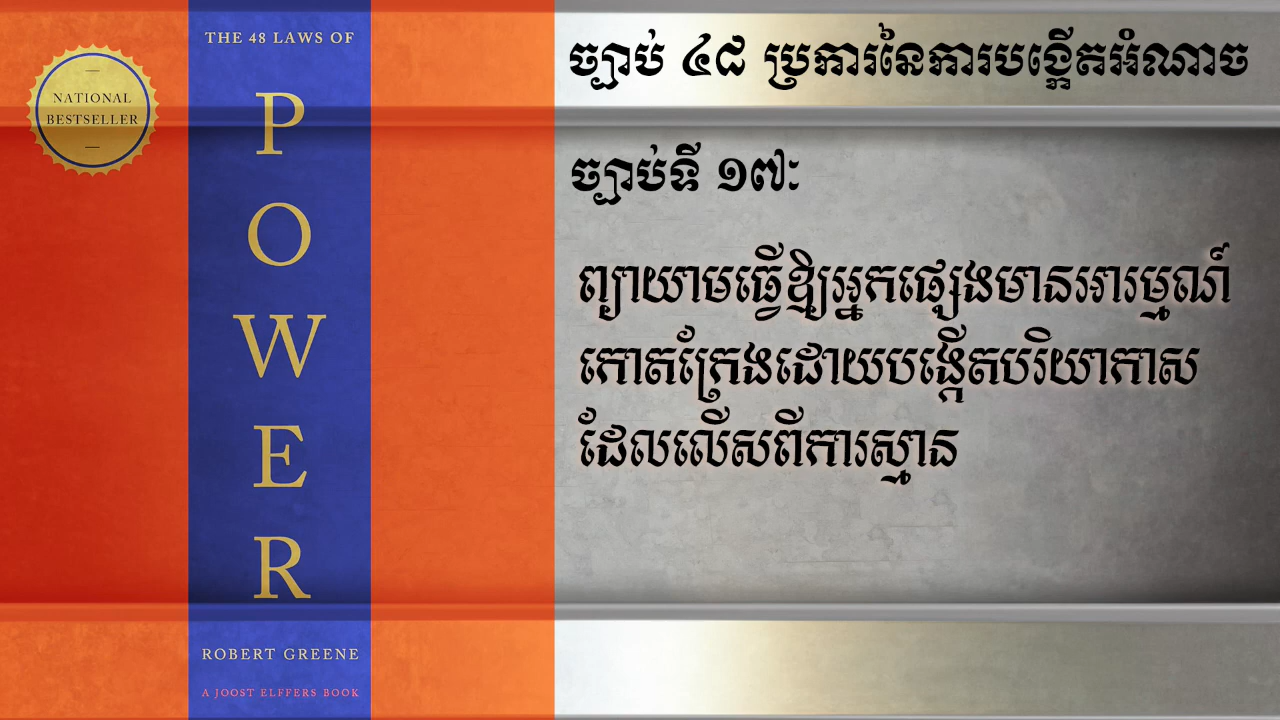 THE 48 LAWS OF
POWER
NATIONAL
BESTSELLER
ROBERT GREENE
A JOOST ELFFERS BOOK
ច្បាប់ ៤៨ ប្រការនៃការបង្កើតអំណាច
ច្បាប់ទី ១៧ៈ
ព្យាយាមធ្វើឱ្យអ្នកផ្សេងមានអារម្មណ៍
កោតក្រែងដោយបង្កើតបរិយាកាស
ដែលលើសពីការស្មាន